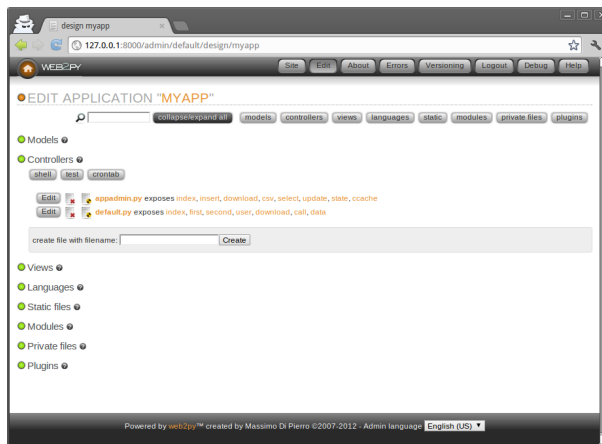 design myapp
127.0.0.1:8000/admin/default/design/myapp
WEB2PY Site Edit About Errors Versioning Logout Debug Help
EDIT APPLICATION "MYAPP"
collapse/expand all models controllers views languages static modules private files plugins
Models
Controllers
shell test crontab
Edit appadmin.py exposes index, insert, download, csv, select, update, state, ccache
Edit default.py exposes index, first, second, user, download, call, data
create file with filename: Create
Views
Languages
Static files
Modules
Private files
Plugins
Powered by web2py™ created by Massimo Di Pierro ©2007-2012 - Admin language English (US)